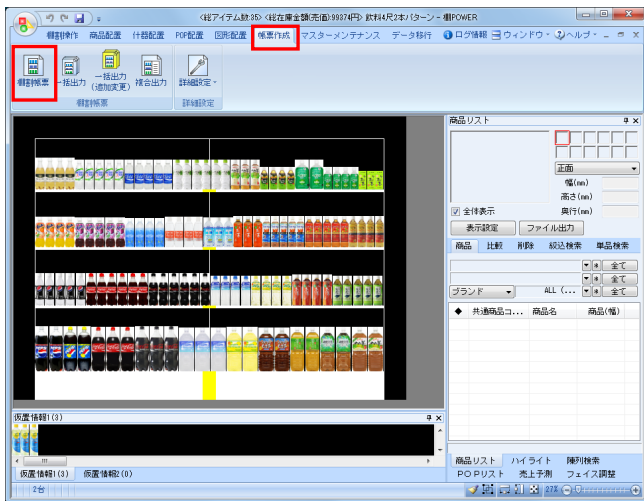 <総アイテム数:85> <総在庫金額(売価):99374円> 飲料4尺2本パターン - 棚POWER
棚割操作 商品配置 什器配置 POP配置 図形配置 帳票作成 マスターメンテナンス データ移行 ログ情報 ウィンドウ ヘルプ
棚割帳票 一括出力 一括出力(追加変更) 複合出力 詳細設定
棚割帳票 詳細設定
商品リスト
正面
幅(mm)
高さ(mm)
全体表示 奥行(mm)
表示設定 ファイル出力
商品 比較 削除 絞込検索 単品検索
* 全て
* 全て
ブランド ALL (... * 全て
◆ 共通商品コ... 商品名 商品(幅)
仮置情報1(3)
仮置情報1(3) 仮置情報2(0)
商品リスト ハイライト 陳列検索
POPリスト 売上予測 フェイス調整
2台 27%